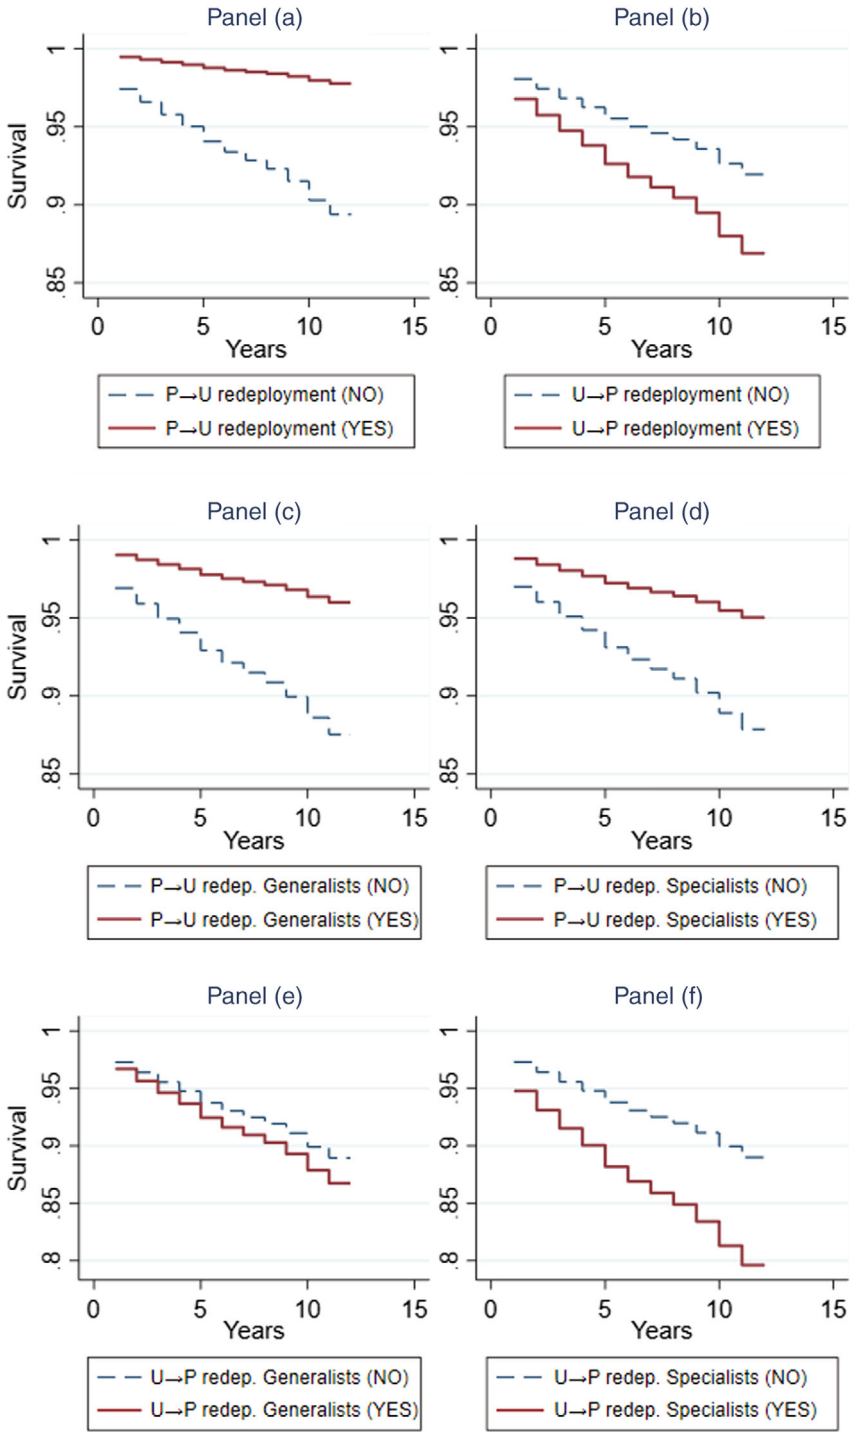 Panel (a)
Survival
1
.95
.9
.85
0 5 10 15
Years
P→U redeployment (NO)
P→U redeployment (YES)
Panel (b)
1
.95
.9
.85
0 5 10 15
Years
U→P redeployment (NO)
U→P redeployment (YES)
Panel (c)
Survival
1
.95
.9
.85
0 5 10 15
Years
P→U redep. Generalists (NO)
P→U redep. Generalists (YES)
Panel (d)
1
.95
.9
.85
0 5 10 15
Years
P→U redep. Specialists (NO)
P→U redep. Specialists (YES)
Panel (e)
Survival
1
.95
.9
.85
.8
0 5 10 15
Years
U→P redep. Generalists (NO)
U→P redep. Generalists (YES)
Panel (f)
1
.95
.9
.85
.8
0 5 10 15
Years
U→P redep. Specialists (NO)
U→P redep. Specialists (YES)